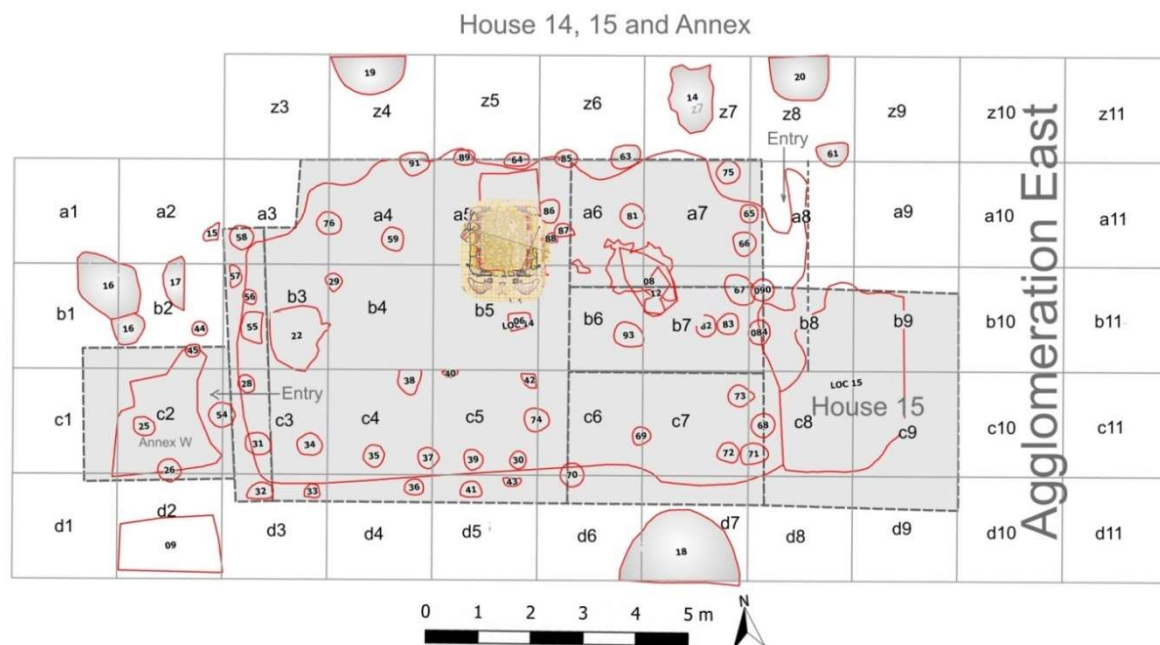 House 14, 15 and Annex
19
20
14
z3 z4 z5 z6 z7 z7 z8 z9 z10 z11
Entry
91 89 64 85 63 61
75
a1 a2 a3 a4 a5 a6 a7 a8 a9 a10 a11
15 58 76 59 86 87 88 81 65 66
16 17 57 56 29 08 12 67 090
b1 b2 b3 b4 b5 b6 b7 b8 b9 b10 b11
16 44 55 22 06 93 83 084
LOC 14
45 28 38 40 42 73
LOC 15
Entry
House 15
c1 c2 c3 c4 c5 c6 c7 c8 c9 c10 c11
25 54 74 68
Annex W
31 34 69
26 35 37 39 30 72 71
32 33 36 41 43 70
d1 d2 d3 d4 d5 d6 d7 d8 d9 d10 d11
09 18
Agglomeration East
0 1 2 3 4 5 m
N